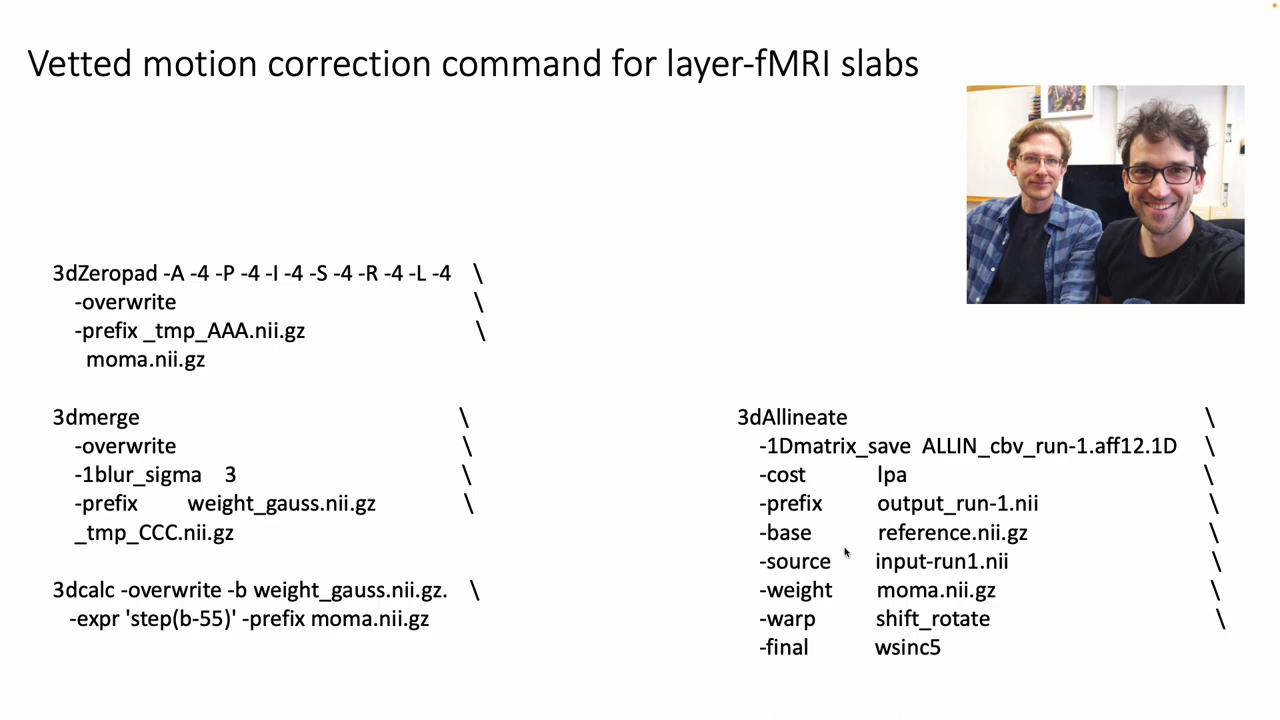 Vetted motion correction command for layer-fMRI slabs
3dZeropad -A -4 -P -4 -I -4 -S -4 -R -4 -L -4 \
-overwrite \
-prefix _tmp_AAA.nii.gz \
moma.nii.gz
3dmerge \
-overwrite \
-1blur_sigma 3 \
-prefix weight_gauss.nii.gz \
_tmp_CCC.nii.gz
3dcalc -overwrite -b weight_gauss.nii.gz. \
-expr 'step(b-55)' -prefix moma.nii.gz
3dAllineate \
-1Dmatrix_save ALLIN_cbv_run-1.aff12.1D \
-cost lpa \
-prefix output_run-1.nii \
-base reference.nii.gz \
-source input-run1.nii \
-weight moma.nii.gz \
-warp shift_rotate \
-final wsinc5